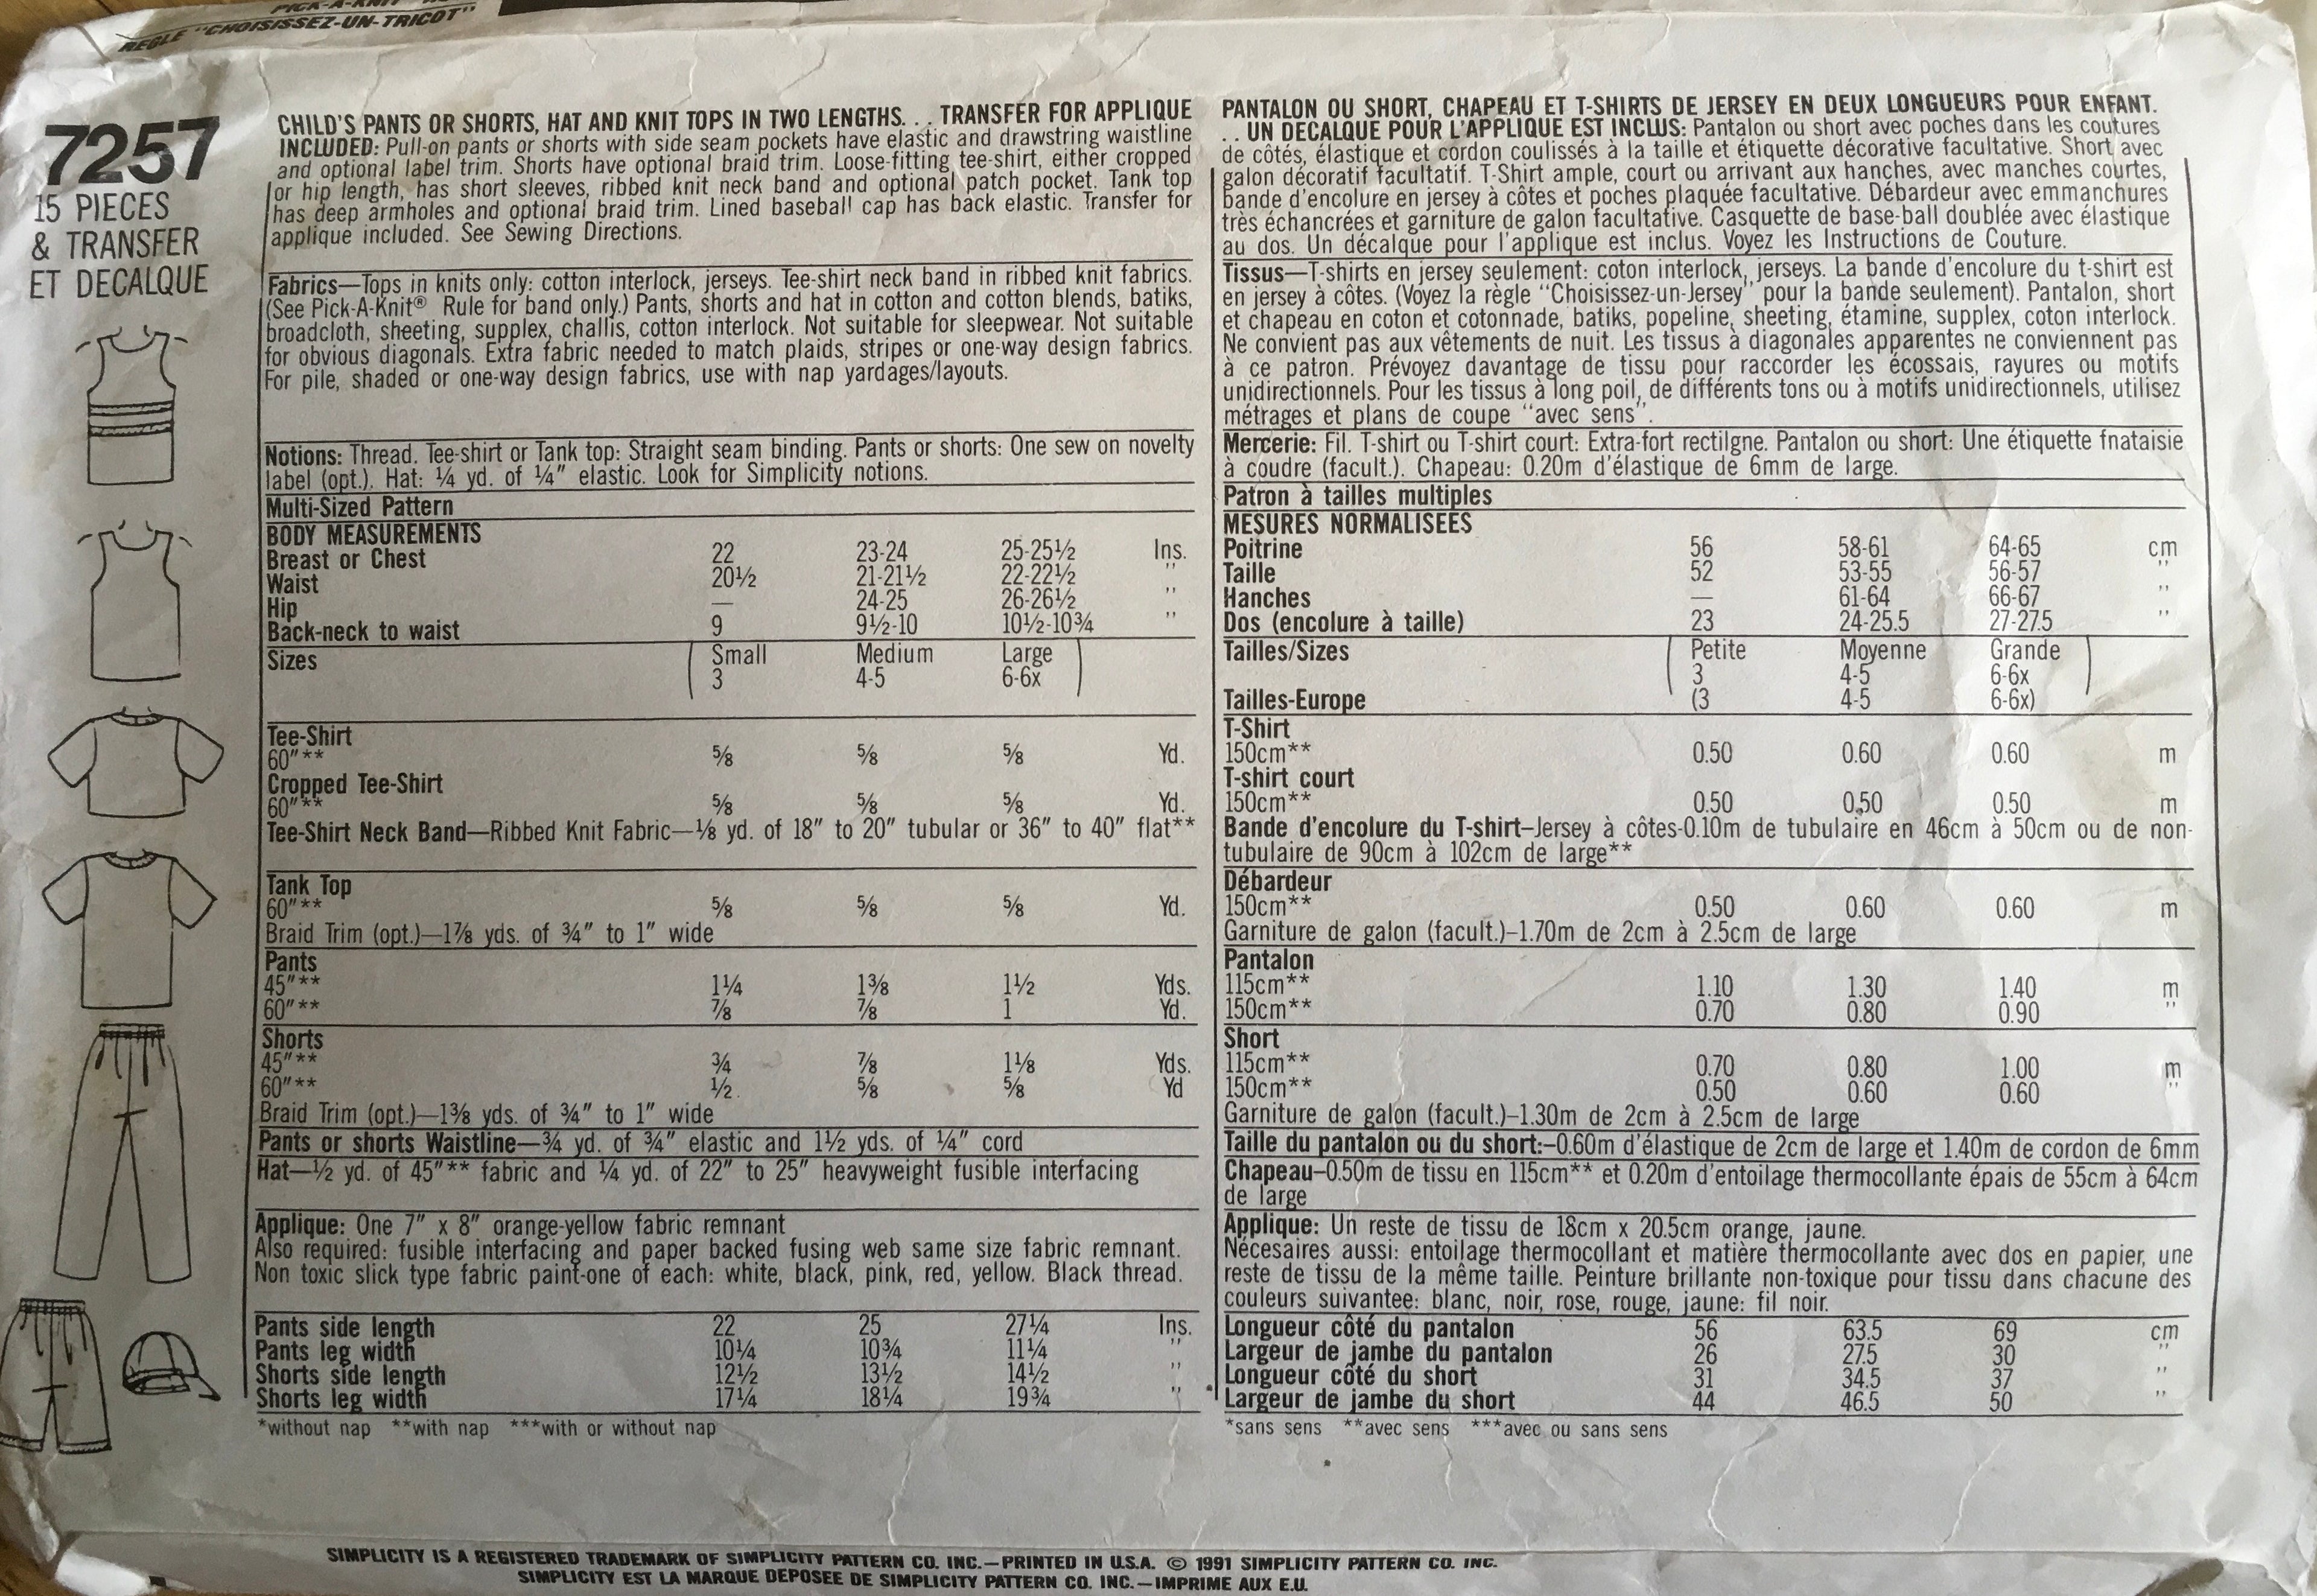 PICK-A-KNIT
REGLE "CHOISISSEZ-UN-TRICOT"
7257
15 PIECES
& TRANSFER
ET DECALQUE
CHILD'S PANTS OR SHORTS, HAT AND KNIT TOPS IN TWO LENGTHS. . . TRANSFER FOR APPLIQUE
INCLUDED: Pull-on pants or shorts with side seam pockets have elastic and drawstring waistline
and optional label trim. Shorts have optional braid trim. Loose-fitting tee-shirt, either cropped
or hip length, has short sleeves, ribbed knit neck band and optional patch pocket. Tank top
has deep armholes and optional braid trim. Lined baseball cap has back elastic. Transfer for
applique included. See Sewing Directions.
Fabrics—Tops in knits only: cotton interlock, jerseys. Tee-shirt neck band in ribbed knit fabrics.
(See Pick-A-Knit® Rule for band only.) Pants, shorts and hat in cotton and cotton blends, batiks,
broadcloth, sheeting, supplex, challis, cotton interlock. Not suitable for sleepwear. Not suitable
for obvious diagonals. Extra fabric needed to match plaids, stripes or one-way design fabrics.
For pile, shaded or one-way design fabrics, use with nap yardages/layouts.
Notions: Thread. Tee-shirt or Tank top: Straight seam binding. Pants or shorts: One sew on novelty
label (opt.). Hat: ¼ yd. of ¼" elastic. Look for Simplicity notions.
Multi-Sized Pattern
BODY MEASUREMENTS
Breast or Chest 22 23-24 25-25½ Ins.
Waist 20½ 21-21½ 22-22½ "
Hip — 24-25 26-26½ "
Back-neck to waist 9 9½-10 10½-10¾ "
Sizes ( Small Medium Large )
3 4-5 6-6x
Tee-Shirt
60"** ⅝ ⅝ ⅝ Yd.
Cropped Tee-Shirt
60"** ⅝ ⅝ ⅝ Yd.
Tee-Shirt Neck Band—Ribbed Knit Fabric—⅛ yd. of 18" to 20" tubular or 36" to 40" flat**
Tank Top
60"** ⅝ ⅝ ⅝ Yd.
Braid Trim (opt.)—1⅞ yds. of ¾" to 1" wide
Pants
45"** 1¼ 1⅜ 1½ Yds.
60"** ⅞ ⅞ 1 Yd.
Shorts
45"** ¾ ⅞ 1⅛ Yds.
60"** ½ ⅝ ⅝ Yd
Braid Trim (opt.)—1⅜ yds. of ¾" to 1" wide
Pants or shorts Waistline—¾ yd. of ¾" elastic and 1½ yds. of ¼" cord
Hat—½ yd. of 45"** fabric and ¼ yd. of 22" to 25" heavyweight fusible interfacing
Applique: One 7" x 8" orange-yellow fabric remnant
Also required: fusible interfacing and paper backed fusing web same size fabric remnant.
Non toxic slick type fabric paint-one of each: white, black, pink, red, yellow. Black thread.
Pants side length 22 25 27¼ Ins.
Pants leg width 10¼ 10¾ 11¼ "
Shorts side length 12½ 13½ 14½ "
Shorts leg width 17¼ 18¼ 19¾ "
*without nap **with nap ***with or without nap
PANTALON OU SHORT, CHAPEAU ET T-SHIRTS DE JERSEY EN DEUX LONGUEURS POUR ENFANT.
. . UN DECALQUE POUR L'APPLIQUE EST INCLUS: Pantalon ou short avec poches dans les coutures
de côtés, élastique et cordon coulissés à la taille et étiquette décorative facultative. Short avec
galon décoratif facultatif. T-Shirt ample, court ou arrivant aux hanches, avec manches courtes,
bande d'encolure en jersey à côtes et poches plaquée facultative. Débardeur avec emmanchures
très échancrées et garniture de galon facultative. Casquette de base-ball doublée avec élastique
au dos. Un décalque pour l'applique est inclus. Voyez les Instructions de Couture.
Tissus—T-shirts en jersey seulement: coton interlock, jerseys. La bande d'encolure du t-shirt est
en jersey à côtes. (Voyez la règle "Choisissez-un-Jersey" pour la bande seulement). Pantalon, short
et chapeau en coton et cotonnade, batiks, popeline, sheeting, étamine, supplex, coton interlock.
Ne convient pas aux vêtements de nuit. Les tissus à diagonales apparentes ne conviennent pas
à ce patron. Prévoyez davantage de tissu pour raccorder les écossais, rayures ou motifs
unidirectionnels. Pour les tissus à long poil, de différents tons ou à motifs unidirectionnels, utilisez
métrages et plans de coupe "avec sens".
Mercerie: Fil. T-shirt ou T-shirt court: Extra-fort rectilgne. Pantalon ou short: Une étiquette fnataisie
à coudre (facult.). Chapeau: 0.20m d'élastique de 6mm de large.
Patron à tailles multiples
MESURES NORMALISEES
Poitrine 56 58-61 64-65 cm
Taille 52 53-55 56-57 "
Hanches — 61-64 66-67 "
Dos (encolure à taille) 23 24-25.5 27-27.5 "
Tailles/Sizes ( Petite Moyenne Grande )
3 4-5 6-6x
Tailles-Europe (3 4-5 6-6x)
T-Shirt
150cm** 0.50 0.60 0.60 m
T-shirt court
150cm** 0.50 0.50 0.50 m
Bande d'encolure du T-shirt–Jersey à côtes-0.10m de tubulaire en 46cm à 50cm ou de non-
tubulaire de 90cm à 102cm de large**
Débardeur
150cm** 0.50 0.60 0.60 m
Garniture de galon (facult.)–1.70m de 2cm à 2.5cm de large
Pantalon
115cm** 1.10 1.30 1.40 m
150cm** 0.70 0.80 0.90 "
Short
115cm** 0.70 0.80 1.00 m
150cm** 0.50 0.60 0.60 "
Garniture de galon (facult.)–1.30m de 2cm à 2.5cm de large
Taille du pantalon ou du short:–0.60m d'élastique de 2cm de large et 1.40m de cordon de 6mm
Chapeau–0.50m de tissu en 115cm** et 0.20m d'entoilage thermocollante épais de 55cm à 64cm
de large
Applique: Un reste de tissu de 18cm x 20.5cm orange, jaune.
Nécesaires aussi: entoilage thermocollant et matière thermocollante avec dos en papier, une
reste de tissu de la même taille. Peinture brillante non-toxique pour tissu dans chacune des
couleurs suivantee: blanc, noir, rose, rouge, jaune: fil noir.
Longueur côté du pantalon 56 63.5 69 cm
Largeur de jambe du pantalon 26 27.5 30 "
Longueur côté du short 31 34.5 37 "
Largeur de jambe du short 44 46.5 50 "
*sans sens **avec sens ***avec ou sans sens
SIMPLICITY IS A REGISTERED TRADEMARK OF SIMPLICITY PATTERN CO. INC.—PRINTED IN U.S.A. © 1991 SIMPLICITY PATTERN CO. INC.
SIMPLICITY EST LA MARQUE DEPOSEE DE SIMPLICITY PATTERN CO. INC.—IMPRIME AUX E.U.